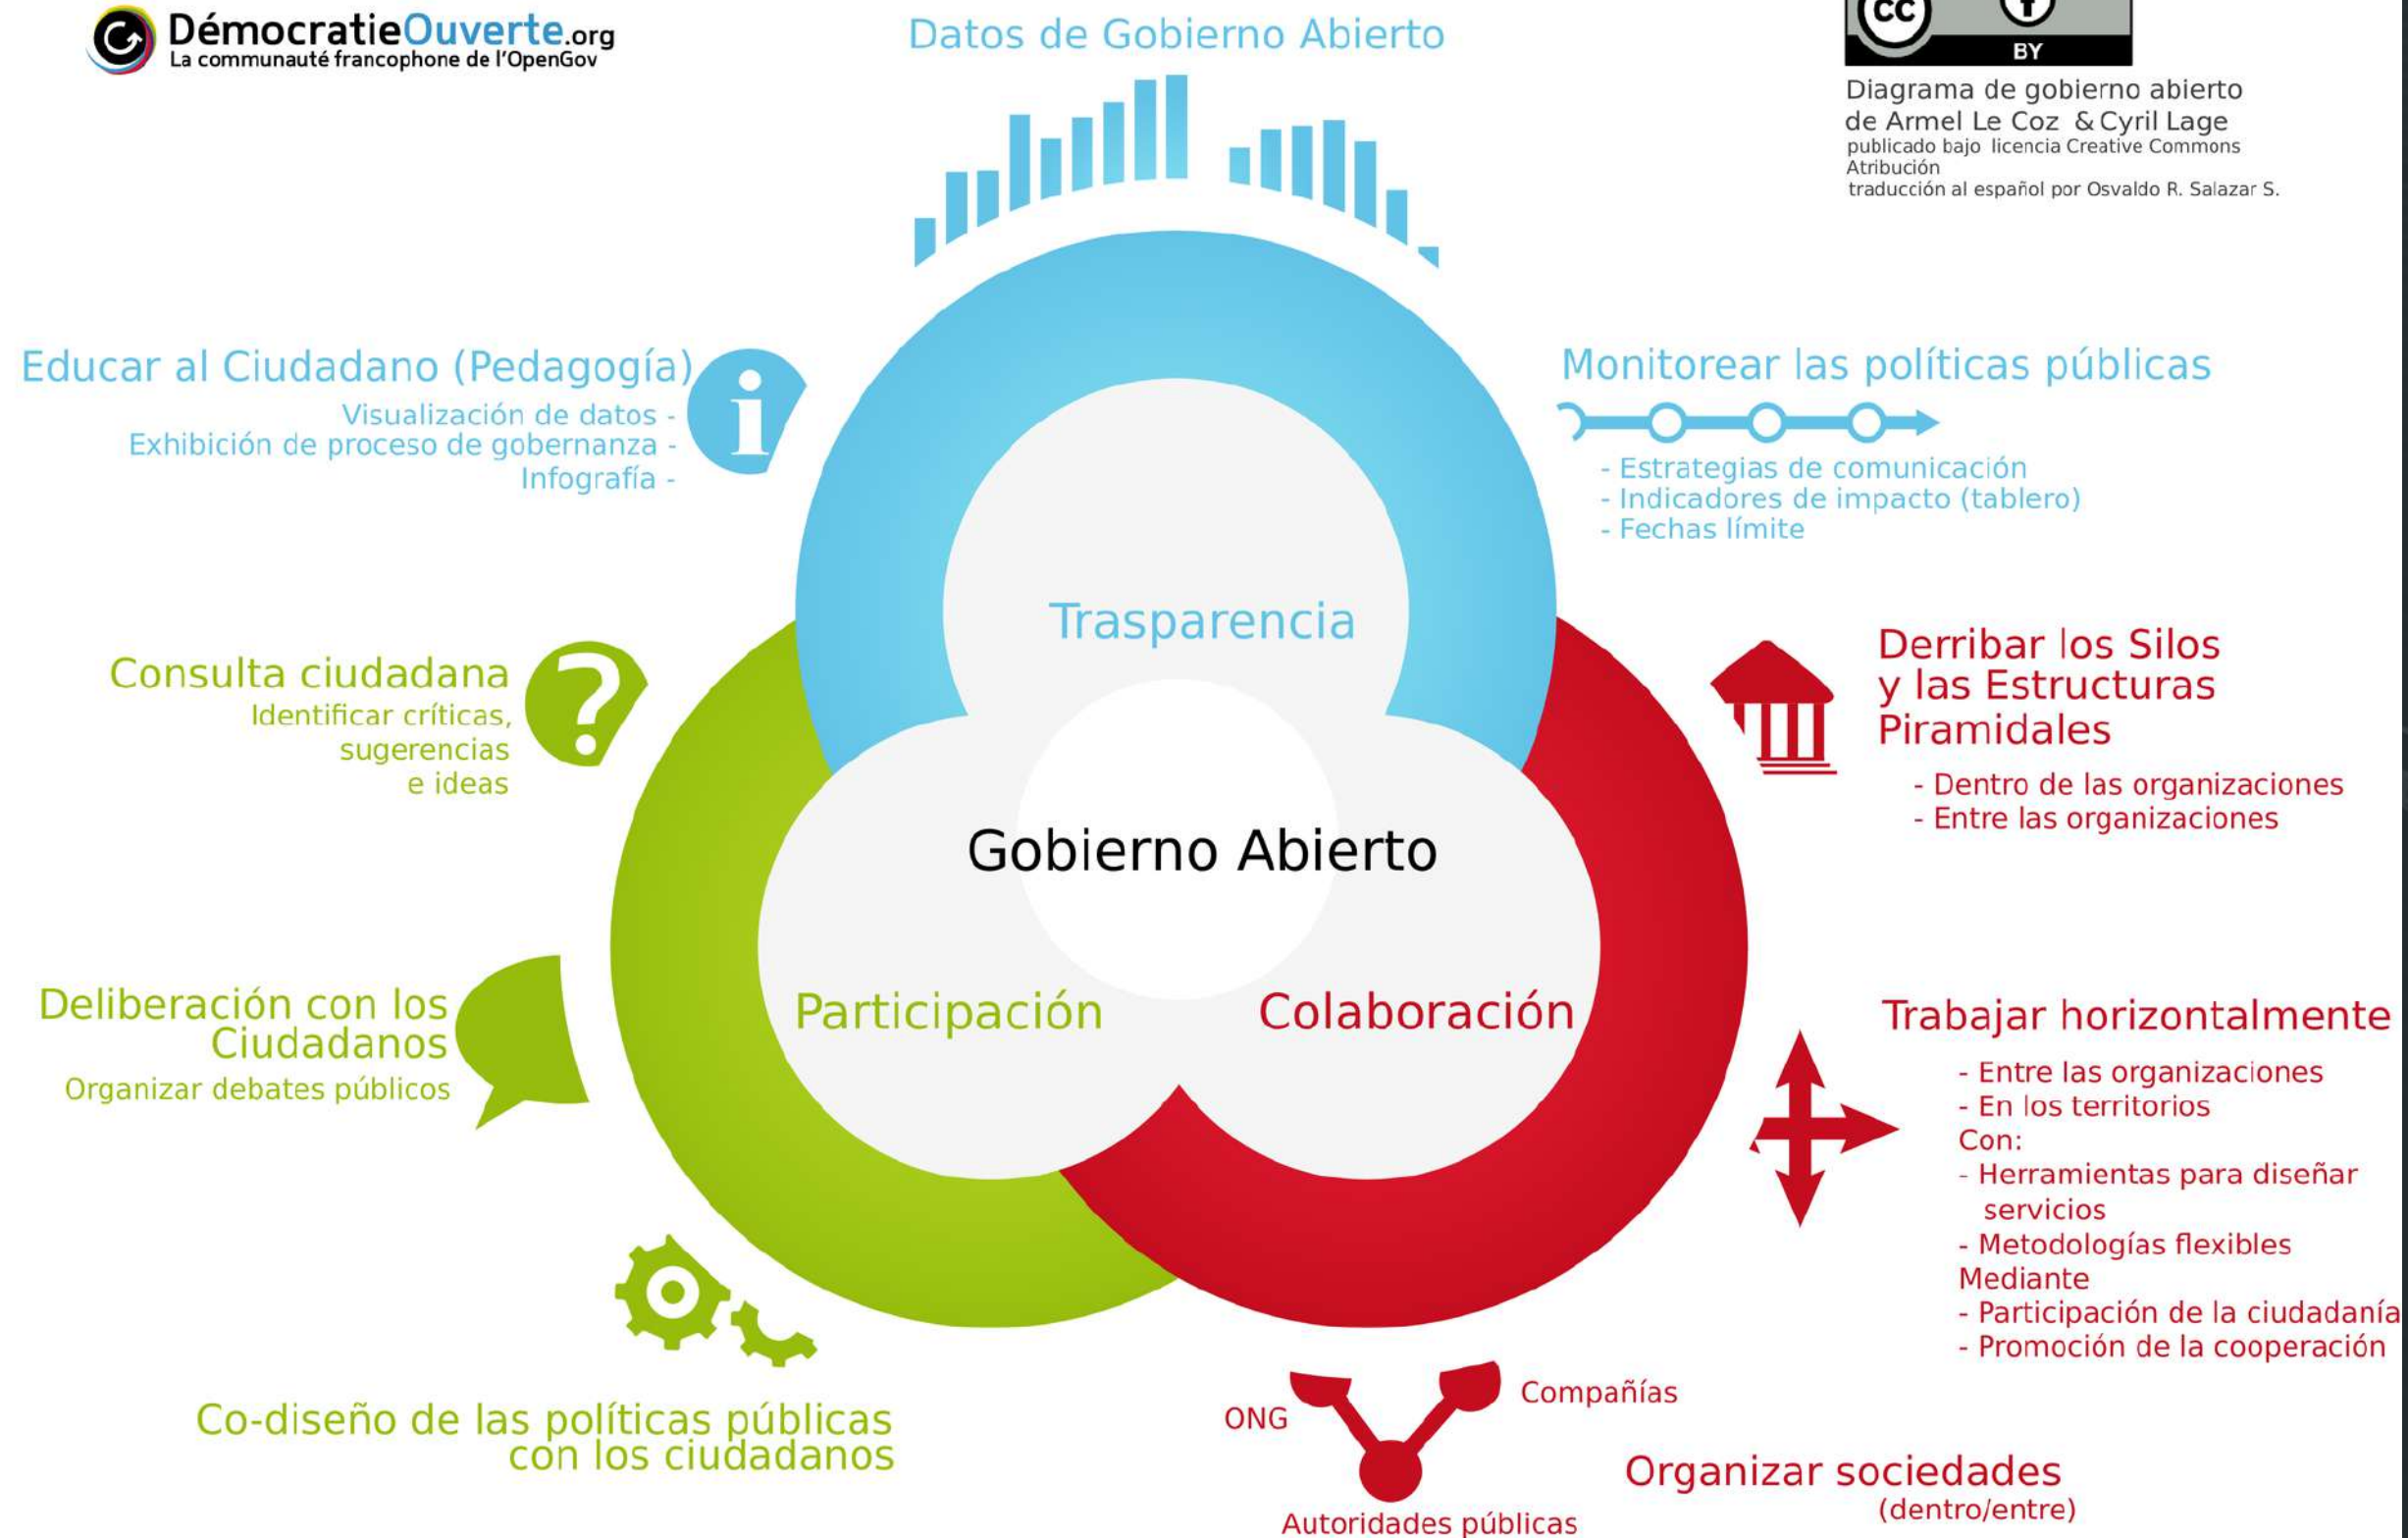 DémocratieOuverte.org
La communauté francophone de l'OpenGov
Datos de Gobierno Abierto
cc
BY
Diagrama de gobierno abierto
de Armel Le Coz & Cyril Lage
publicado bajo licencia Creative Commons
Atribución
traducción al español por Osvaldo R. Salazar S.
Educar al Ciudadano (Pedagogía)
Visualización de datos -
Exhibición de proceso de gobernanza -
Infografía -
i
Monitorear las políticas públicas
- Estrategias de comunicación
- Indicadores de impacto (tablero)
- Fechas límite
Trasparencia
Consulta ciudadana
Identificar críticas,
sugerencias
e ideas
?
Derribar los Silos
y las Estructuras
Piramidales
- Dentro de las organizaciones
- Entre las organizaciones
Gobierno Abierto
Participación
Colaboración
Deliberación con los
Ciudadanos
Organizar debates públicos
Trabajar horizontalmente
- Entre las organizaciones
- En los territorios
Con:
- Herramientas para diseñar
servicios
- Metodologías flexibles
Mediante
- Participación de la ciudadanía
- Promoción de la cooperación
Co-diseño de las políticas públicas
con los ciudadanos
ONG
Compañías
Autoridades públicas
Organizar sociedades
(dentro/entre)